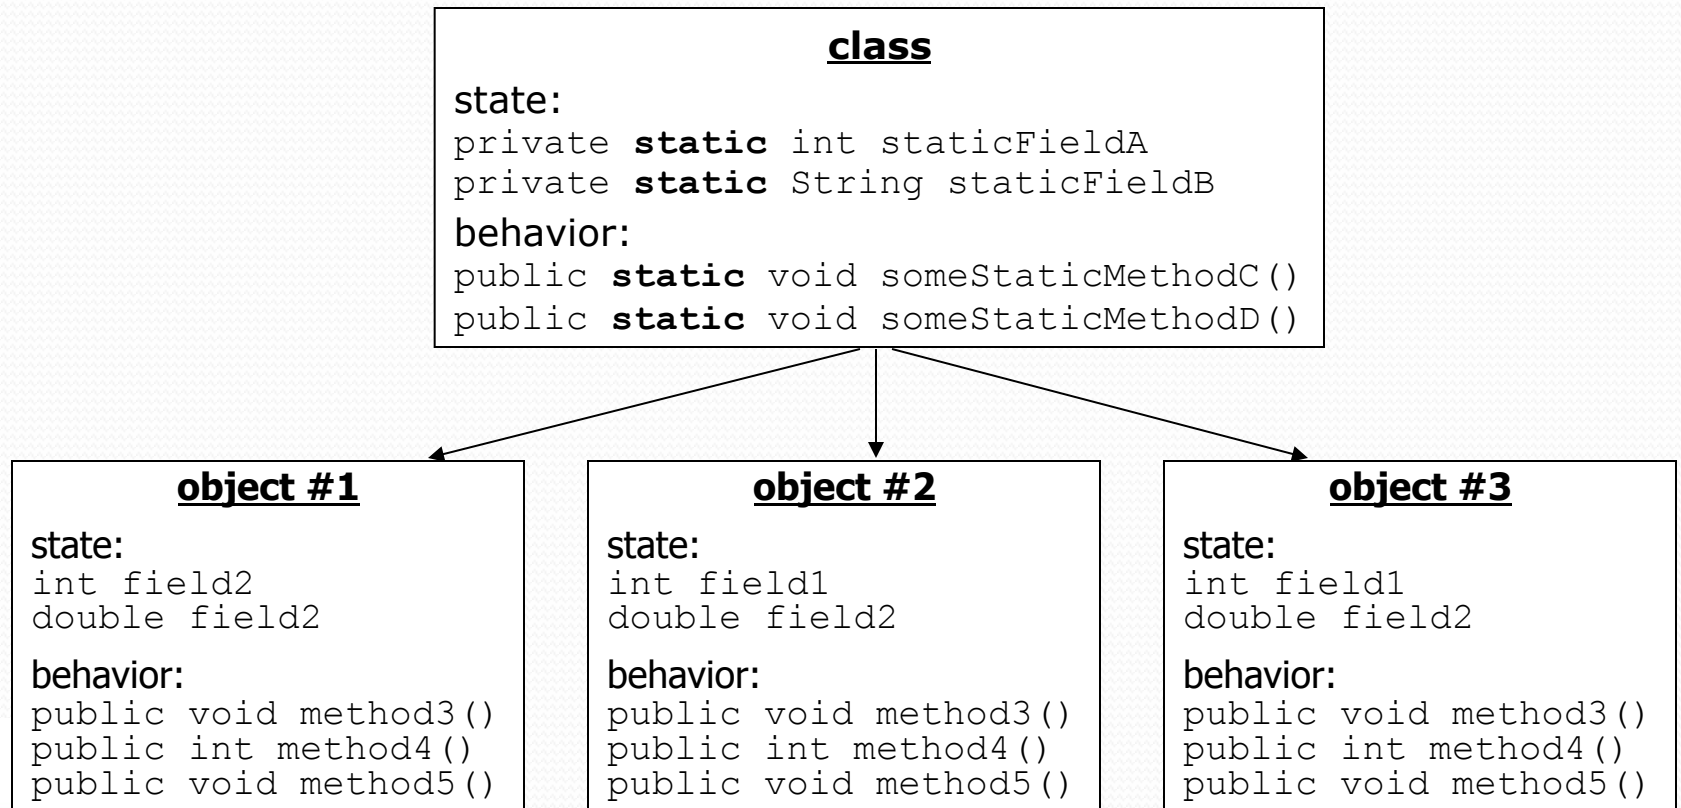 class
state:
private static int staticFieldA
private static String staticFieldB
behavior:
public static void someStaticMethodC()
public static void someStaticMethodD()
object #1
state:
int field2
double field2
behavior:
public void method3()
public int method4()
public void method5()
object #2
state:
int field1
double field2
behavior:
public void method3()
public int method4()
public void method5()
object #3
state:
int field1
double field2
behavior:
public void method3()
public int method4()
public void method5()